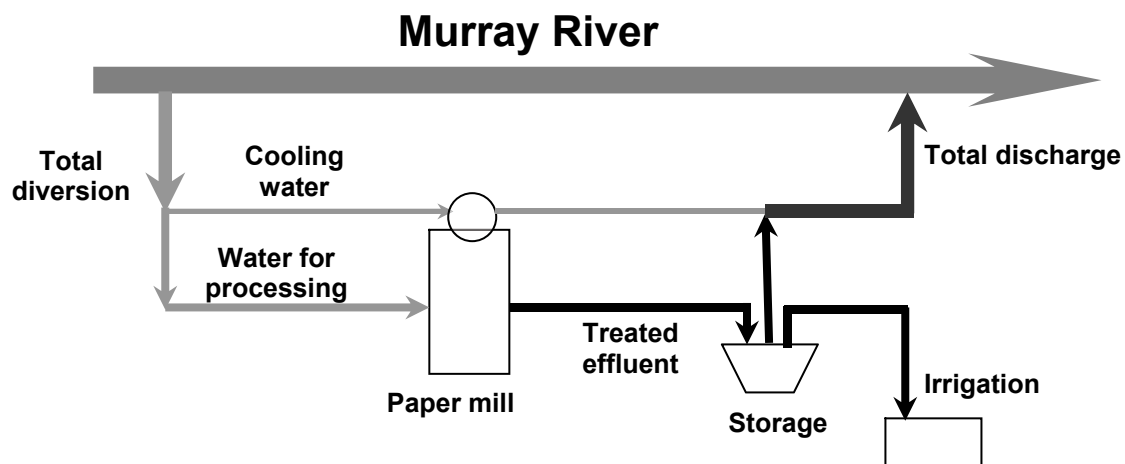 Murray River
Total
diversion
Cooling
water
Total discharge
Water for
processing
Treated
effluent
Paper mill
Storage
Irrigation